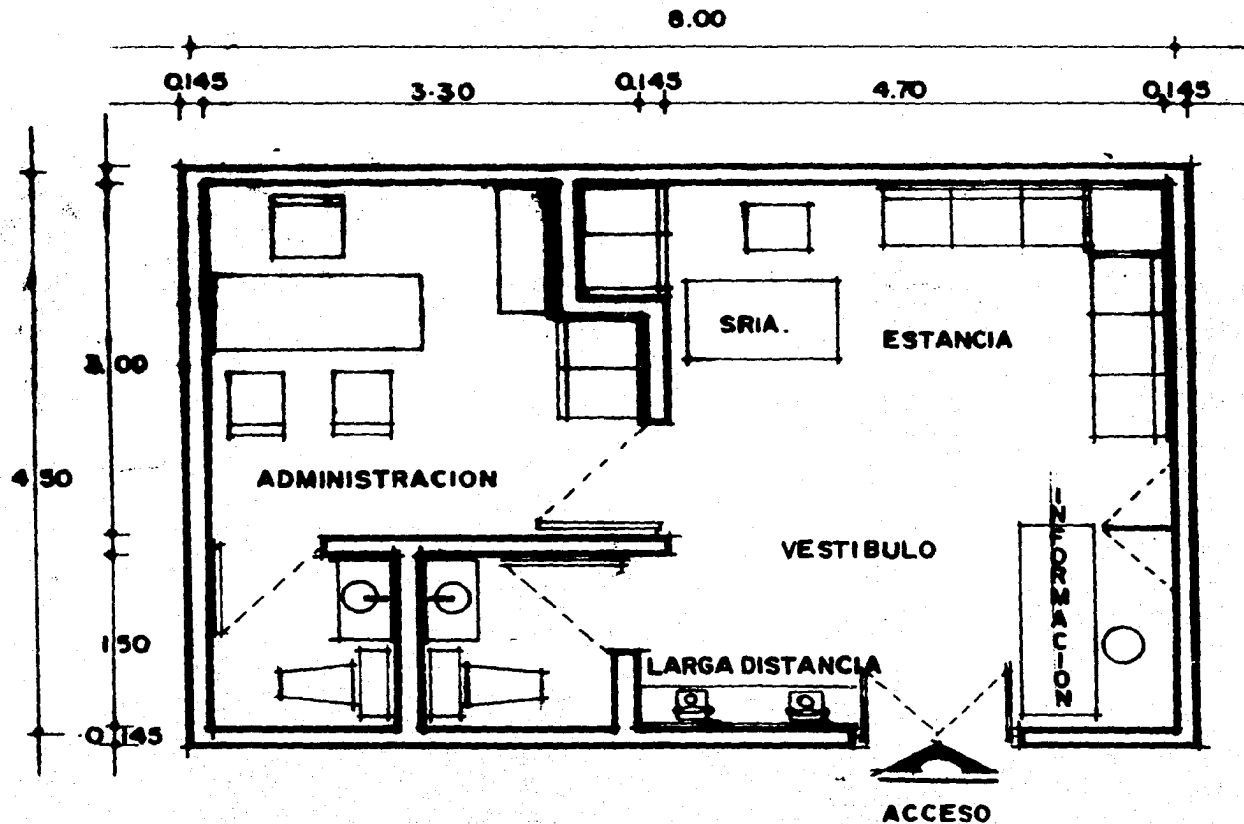 8.00
0.145
3.30
0.145
4.70
0.145
SRIA.
ESTANCIA
3.00
ADMINISTRACION
4.50
VESTIBULO
INFORMACION
1.50
LARGA DISTANCIA
0.145
ACCESO